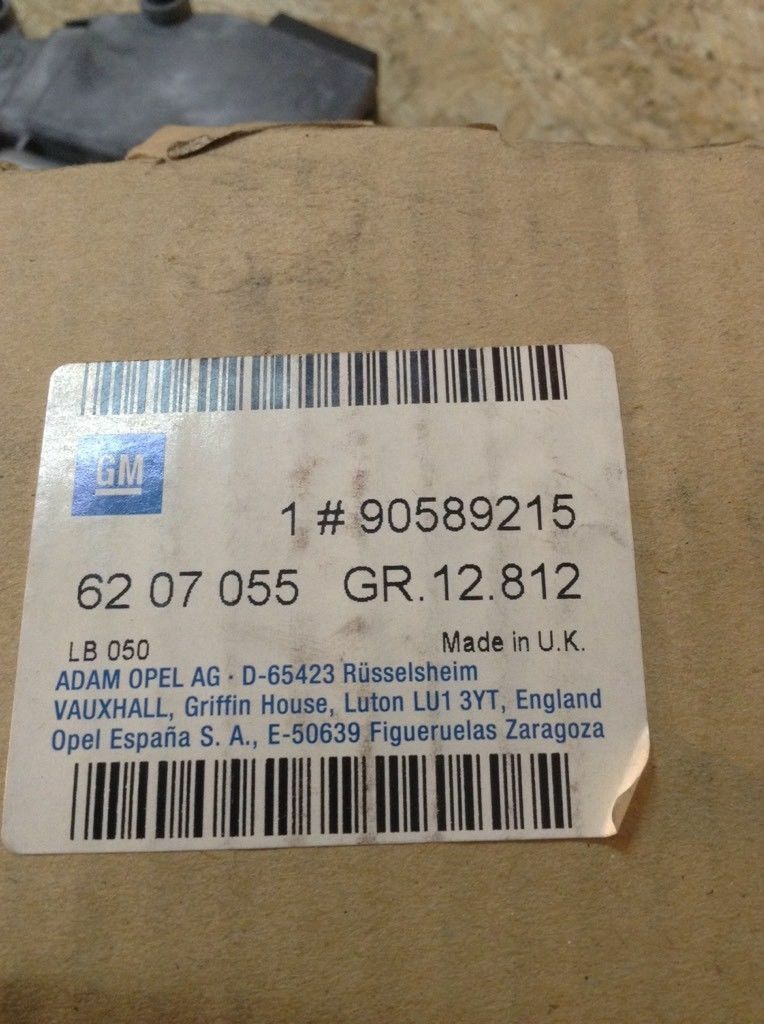 GM
1 # 90589215
62 07 055 GR.12.812
LB 050 Made in U.K.
ADAM OPEL AG · D-65423 Rüsselsheim
VAUXHALL, Griffin House, Luton LU1 3YT, England
Opel España S. A., E-50639 Figueruelas Zaragoza